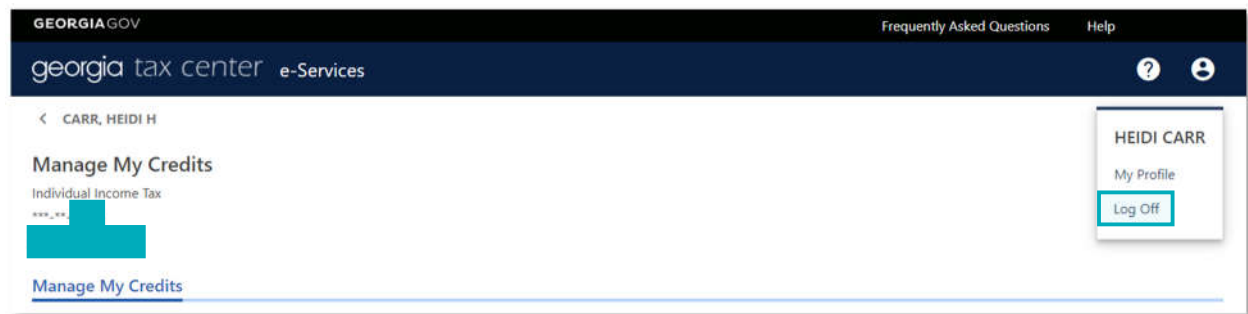 GEORGIAGOV Frequently Asked Questions Help
georgia tax center e-Services
< CARR, HEIDI H
HEIDI CARR
Manage My Credits
My Profile
Individual Income Tax
***-**-
Log Off
Manage My Credits